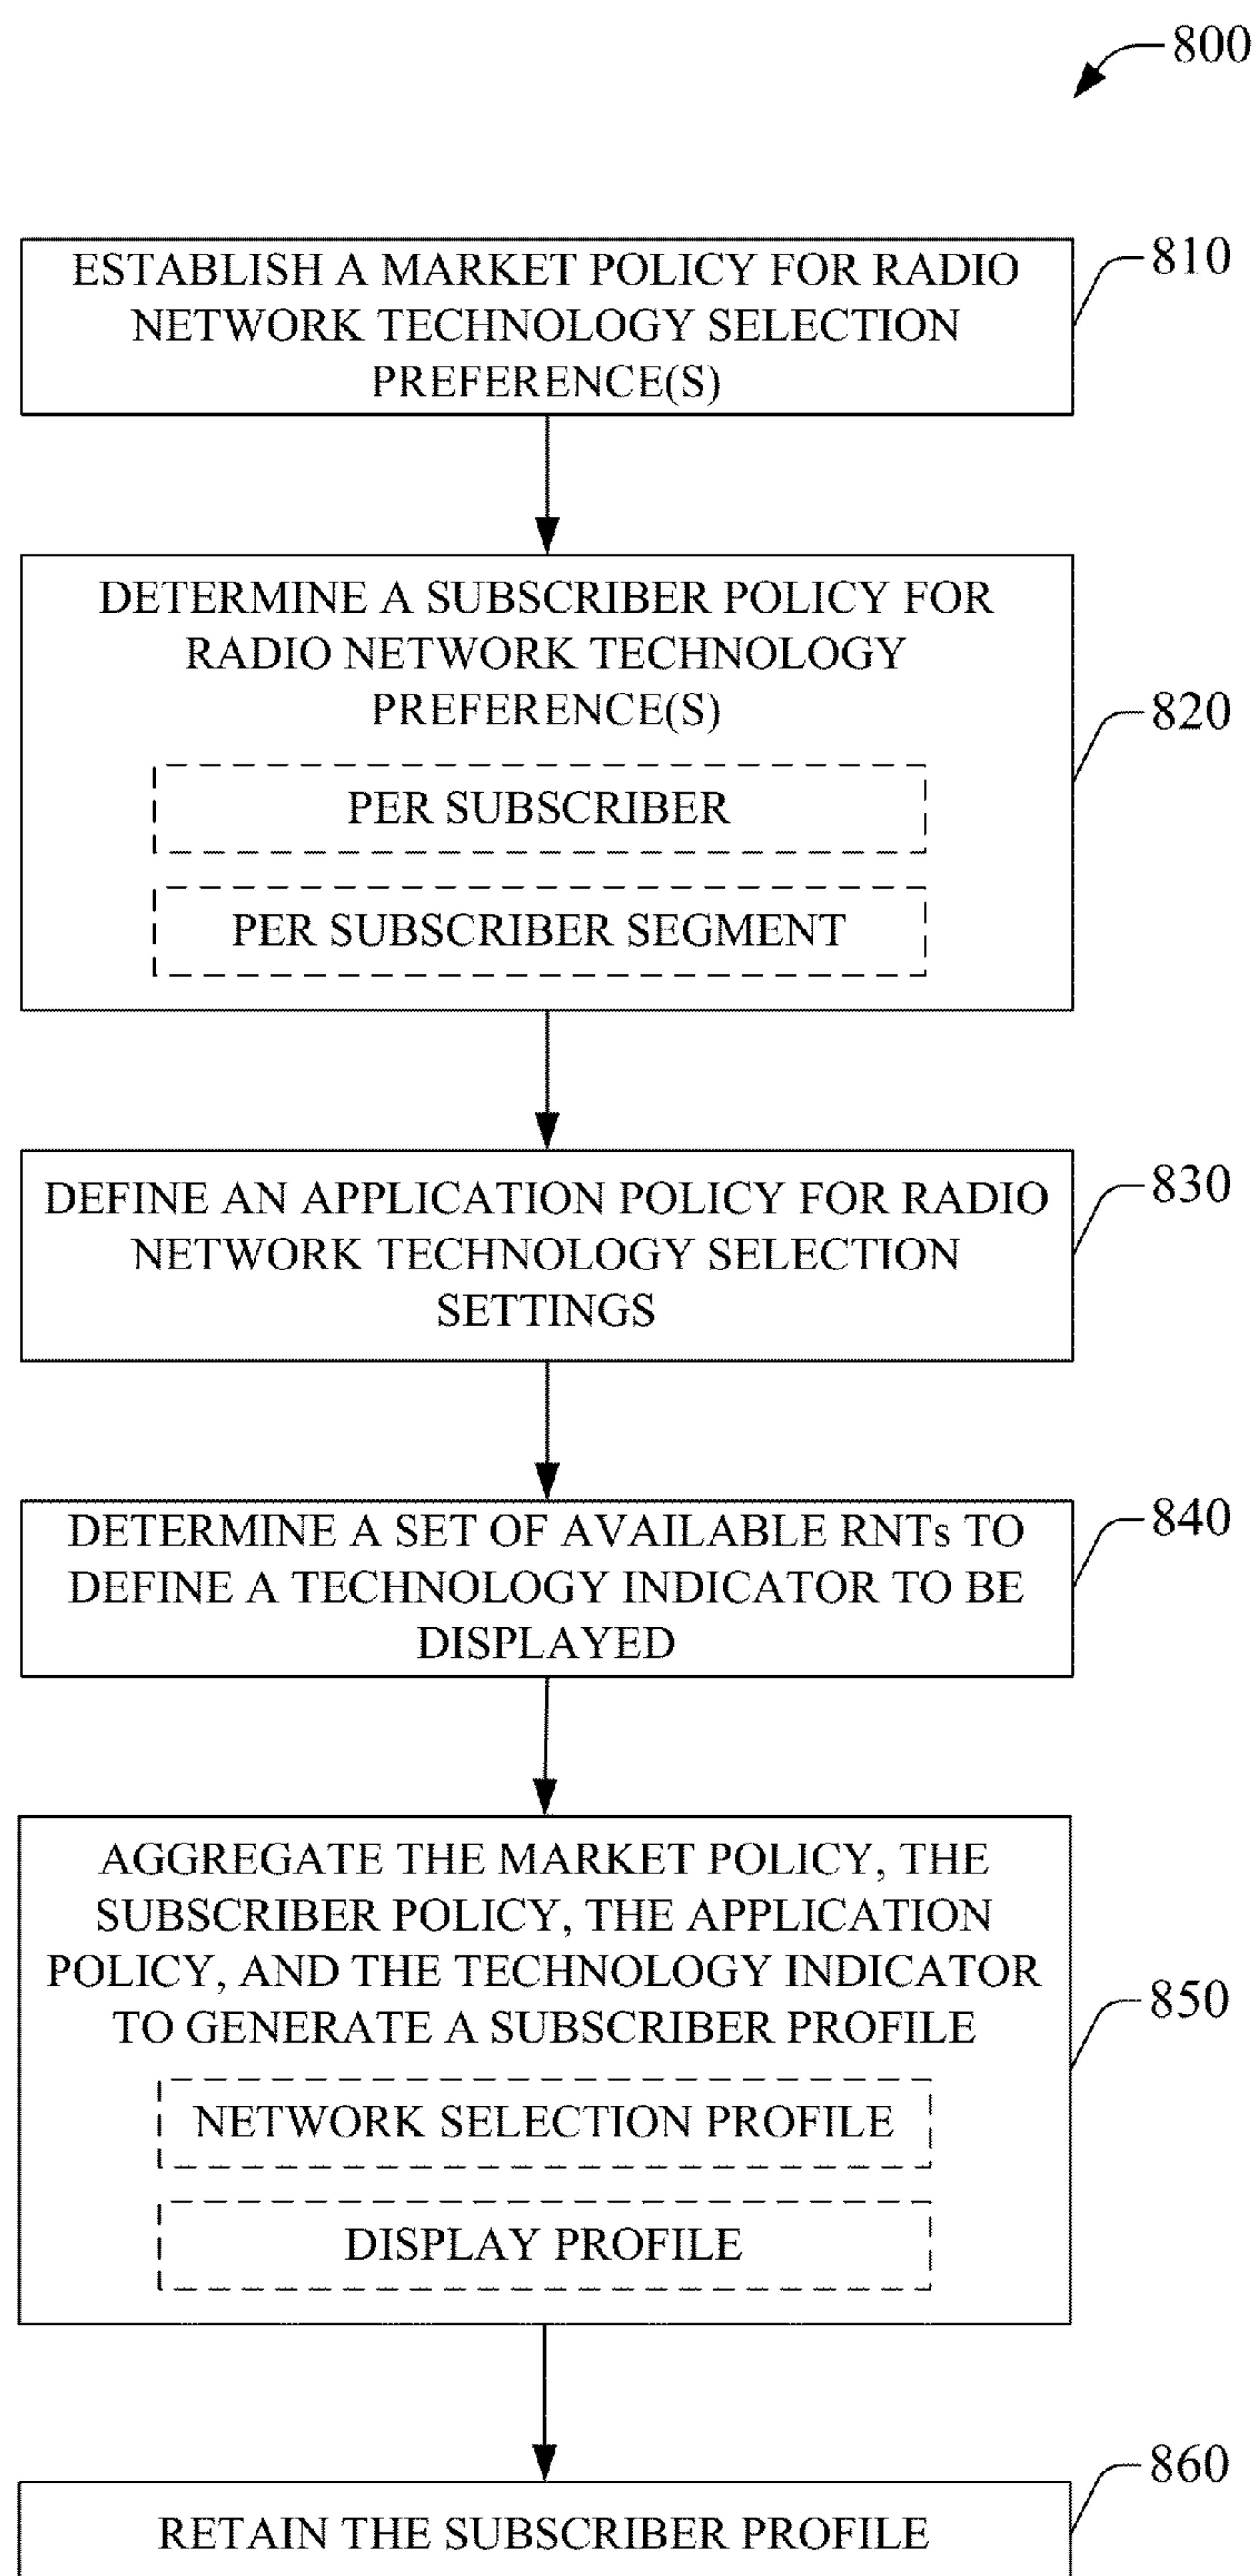 800
ESTABLISH A MARKET POLICY FOR RADIO
NETWORK TECHNOLOGY SELECTION
PREFERENCE(S)
810
DETERMINE A SUBSCRIBER POLICY FOR
RADIO NETWORK TECHNOLOGY
PREFERENCE(S)
820
PER SUBSCRIBER
PER SUBSCRIBER SEGMENT
DEFINE AN APPLICATION POLICY FOR RADIO
NETWORK TECHNOLOGY SELECTION
SETTINGS
830
DETERMINE A SET OF AVAILABLE RNTs TO
DEFINE A TECHNOLOGY INDICATOR TO BE
DISPLAYED
840
AGGREGATE THE MARKET POLICY, THE
SUBSCRIBER POLICY, THE APPLICATION
POLICY, AND THE TECHNOLOGY INDICATOR
TO GENERATE A SUBSCRIBER PROFILE
850
NETWORK SELECTION PROFILE
DISPLAY PROFILE
RETAIN THE SUBSCRIBER PROFILE
860